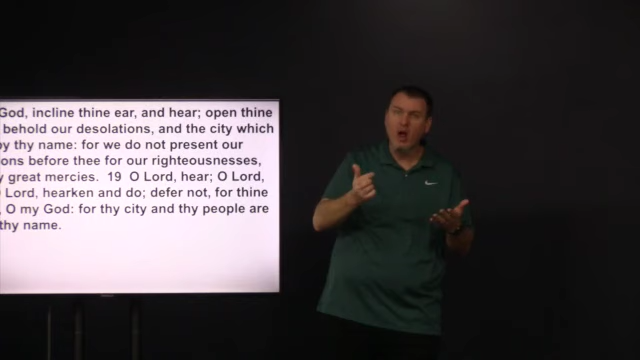 God, incline thine ear, and hear; open thine
behold our desolations, and the city which
by thy name: for we do not present our
ons before thee for our righteousnesses,
y great mercies. 19 O Lord, hear; O Lord,
Lord, hearken and do; defer not, for thine
, O my God: for thy city and thy people are
thy name.